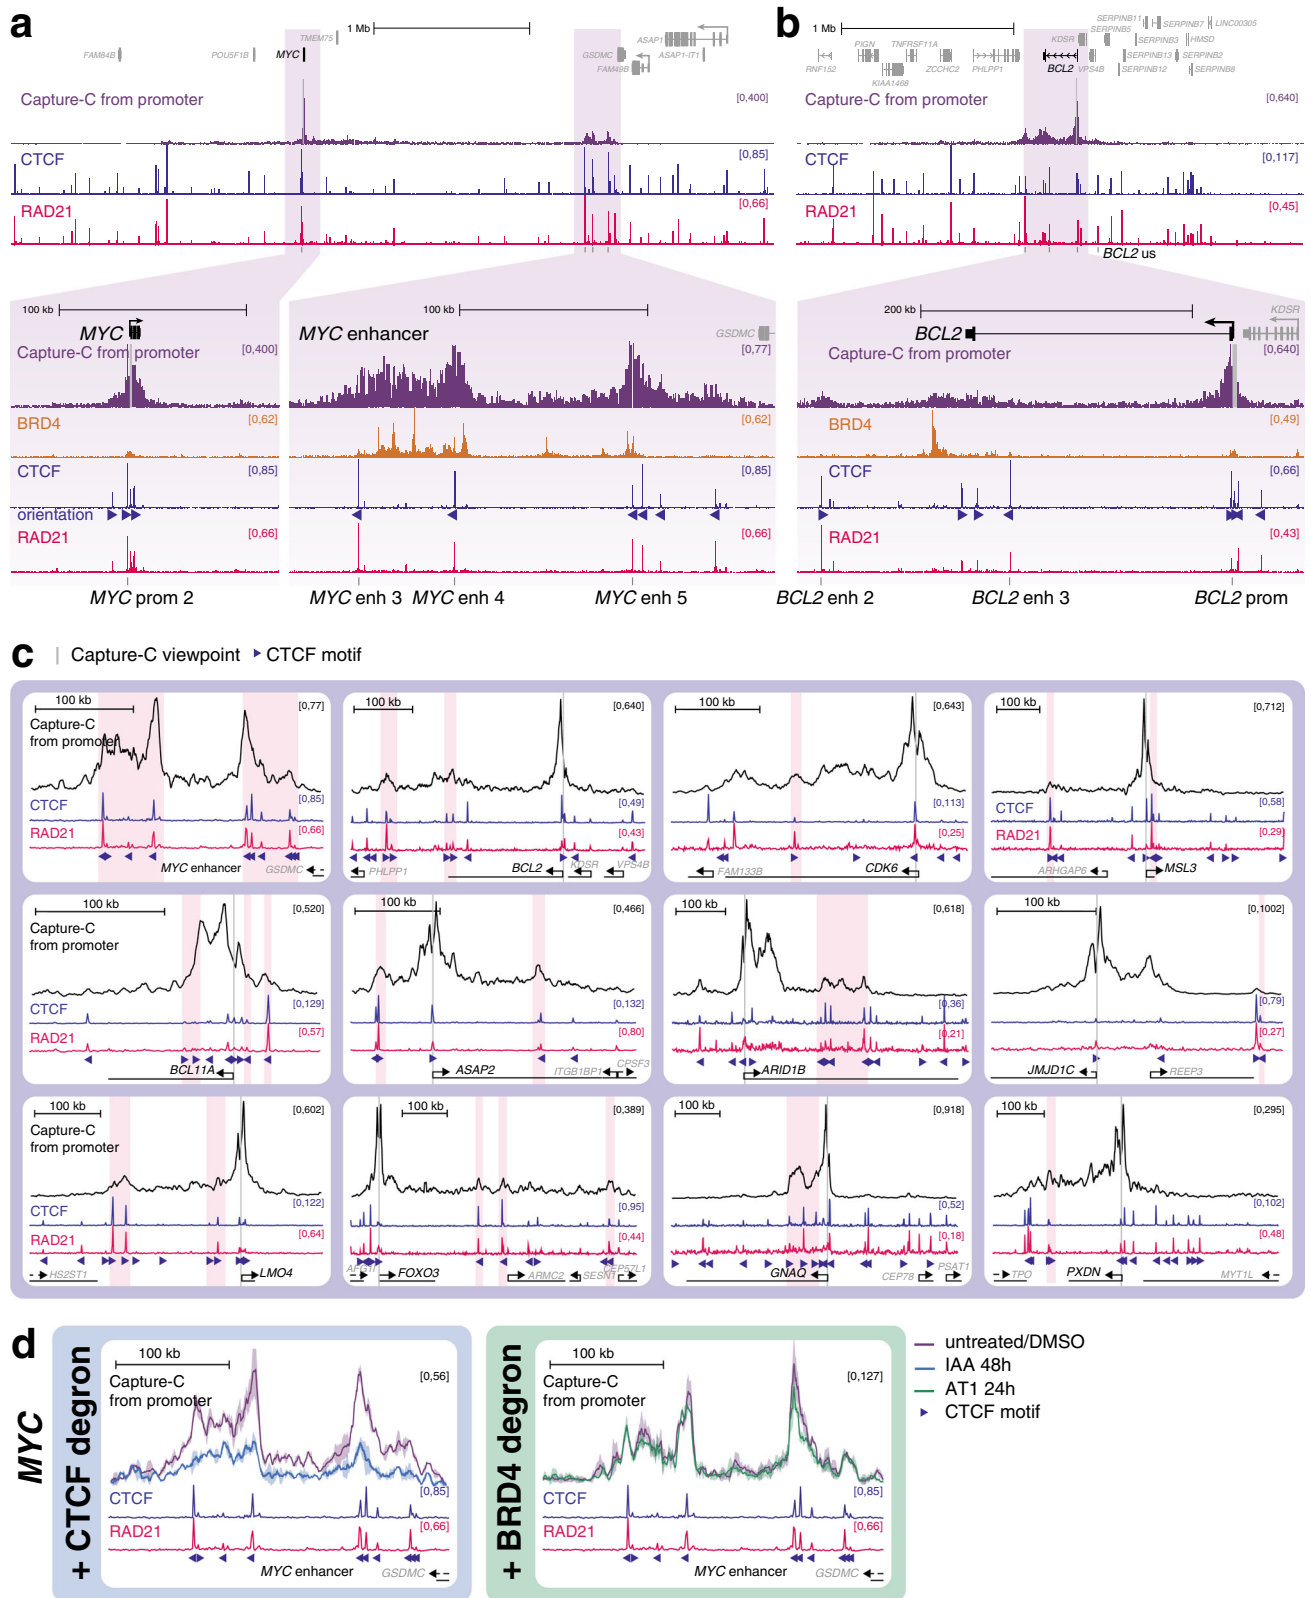 a
1 Mb
TMEM75
FAM84B
POU5F1B
MYC
GSDMC
FAM49B
ASAP1
ASAP1-IT1
Capture-C from promoter
[0,400]
CTCF
[0,85]
RAD21
[0,66]
100 kb
MYC
Capture-C from promoter
[0,400]
BRD4
[0,62]
CTCF
[0,85]
orientation
RAD21
[0,66]
MYC prom 2
100 kb
MYC enhancer
GSDMC
[0,77]
[0,62]
[0,85]
[0,66]
MYC enh 3
MYC enh 4
MYC enh 5
b
1 Mb
RNF152
PIGN
KIAA1468
TNFRSF11A
ZCCHC2
PHLPP1
KDSR
BCL2
VPS4B
SERPINB11
SERPINB5
SERPINB7
LINC00305
SERPINB3
HMSD
SERPINB13
SERPINB2
SERPINB12
SERPINB8
Capture-C from promoter
[0,640]
CTCF
[0,117]
RAD21
[0,45]
BCL2 us
200 kb
BCL2
KDSR
Capture-C from promoter
[0,640]
BRD4
[0,49]
CTCF
[0,66]
RAD21
[0,43]
BCL2 enh 2
BCL2 enh 3
BCL2 prom
c
Capture-C viewpoint
CTCF motif
100 kb
[0,77]
Capture-C
from promoter
CTCF
[0,85]
RAD21
[0,66]
MYC enhancer
GSDMC
100 kb
[0,640]
[0,49]
[0,43]
PHLPP1
BCL2
KDSR
VPS4B
100 kb
[0,643]
[0,113]
[0,25]
FAM133B
CDK6
100 kb
[0,712]
CTCF
[0,58]
RAD21
[0,29]
ARHGAP6
MSL3
100 kb
[0,520]
Capture-C
from promoter
CTCF
[0,129]
RAD21
[0,57]
BCL11A
100 kb
[0,466]
[0,132]
[0,80]
ASAP2
ITGB1BP1
CPSF3
100 kb
[0,618]
[0,36]
[0,21]
ARID1B
100 kb
[0,1002]
[0,79]
[0,27]
JMJD1C
REEP3
100 kb
[0,602]
Capture-C
from promoter
CTCF
[0,122]
RAD21
[0,64]
HS2ST1
LMO4
100 kb
[0,389]
[0,95]
[0,44]
AFG1l
FOXO3
ARMC2
SESN1
CEP57L1
100 kb
[0,918]
[0,52]
[0,18]
GNAQ
CEP78
PSAT1
100 kb
[0,295]
[0,102]
[0,48]
TPO
PXDN
MYT1L
d
MYC
+ CTCF degron
100 kb
[0,56]
Capture-C
from promoter
CTCF
[0,85]
RAD21
[0,66]
MYC enhancer
GSDMC
+ BRD4 degron
100 kb
[0,127]
Capture-C
from promoter
CTCF
[0,85]
RAD21
[0,66]
MYC enhancer
GSDMC
untreated/DMSO
IAA 48h
AT1 24h
CTCF motif